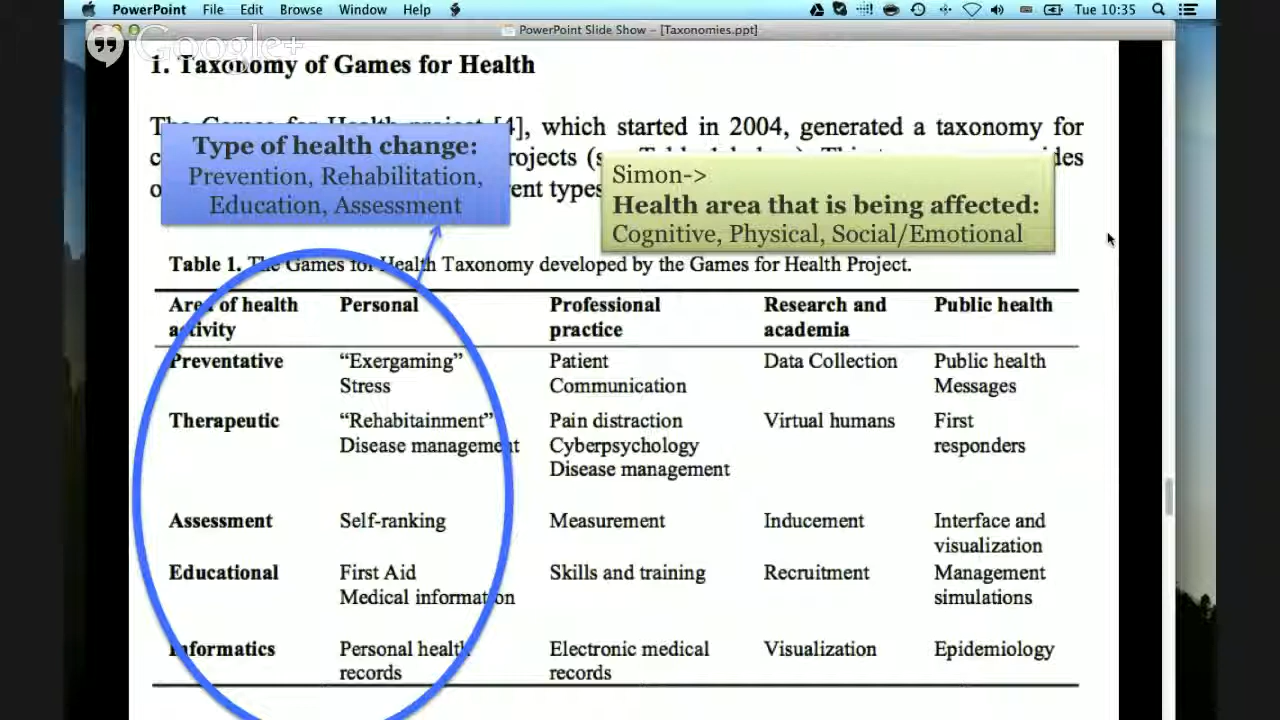 PowerPoint File Edit Browse Window Help Tue 10:35
PowerPoint Slide Show – [Taxonomies.ppt]
Google+
1. Taxonomy of Games for Health
The Games for Health project [4], which started in 2004, generated a taxonomy for
rojects (s
ides
ent types
Type of health change:
Prevention, Rehabilitation,
Education, Assessment
Simon->
Health area that is being affected:
Cognitive, Physical, Social/Emotional
Table 1. The Games for Health Taxonomy developed by the Games for Health Project.
Area of health activity Personal Professional practice Research and academia Public health
Preventative “Exergaming” Patient Data Collection Public health
Stress Communication Messages
Therapeutic “Rehabitainment” Pain distraction Virtual humans First
Disease management Cyberpsychology responders
Disease management
Assessment Self-ranking Measurement Inducement Interface and
visualization
Educational First Aid Skills and training Recruitment Management
Medical information simulations
Informatics Personal health Electronic medical Visualization Epidemiology
records records